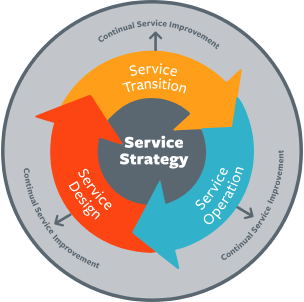 Continual Service Improvement
Service
Transition
Service
Strategy
Service
Operation
Service
Design
Continual Service Improvement
Continual Service Improvement